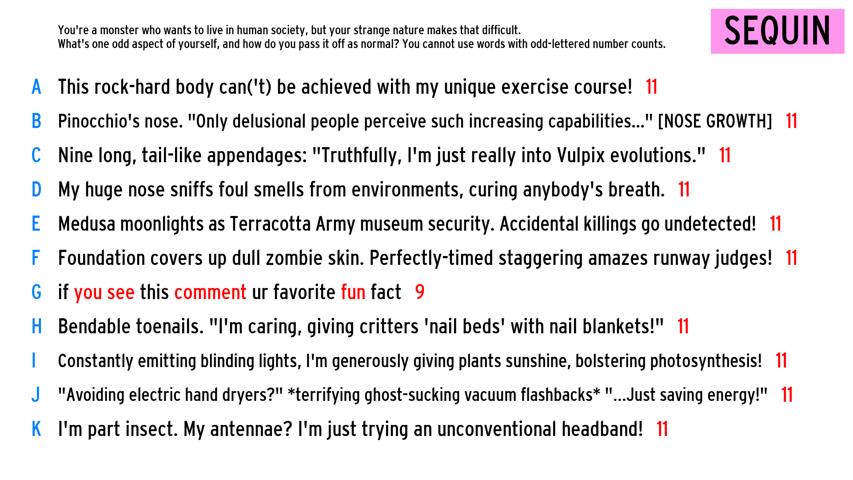 You're a monster who wants to live in human society, but your strange nature makes that difficult.
What's one odd aspect of yourself, and how do you pass it off as normal? You cannot use words with odd-lettered number counts.
SEQUIN
A This rock-hard body can('t) be achieved with my unique exercise course! 11
B Pinocchio's nose. "Only delusional people perceive such increasing capabilities..." [NOSE GROWTH] 11
C Nine long, tail-like appendages: "Truthfully, I'm just really into Vulpix evolutions." 11
D My huge nose sniffs foul smells from environments, curing anybody's breath. 11
E Medusa moonlights as Terracotta Army museum security. Accidental killings go undetected! 11
F Foundation covers up dull zombie skin. Perfectly-timed staggering amazes runway judges! 11
G if you see this comment ur favorite fun fact 9
H Bendable toenails. "I'm caring, giving critters 'nail beds' with nail blankets!" 11
I Constantly emitting blinding lights, I'm generously giving plants sunshine, bolstering photosynthesis! 11
J "Avoiding electric hand dryers?" *terrifying ghost-sucking vacuum flashbacks* "...Just saving energy!" 11
K I'm part insect. My antennae? I'm just trying an unconventional headband! 11